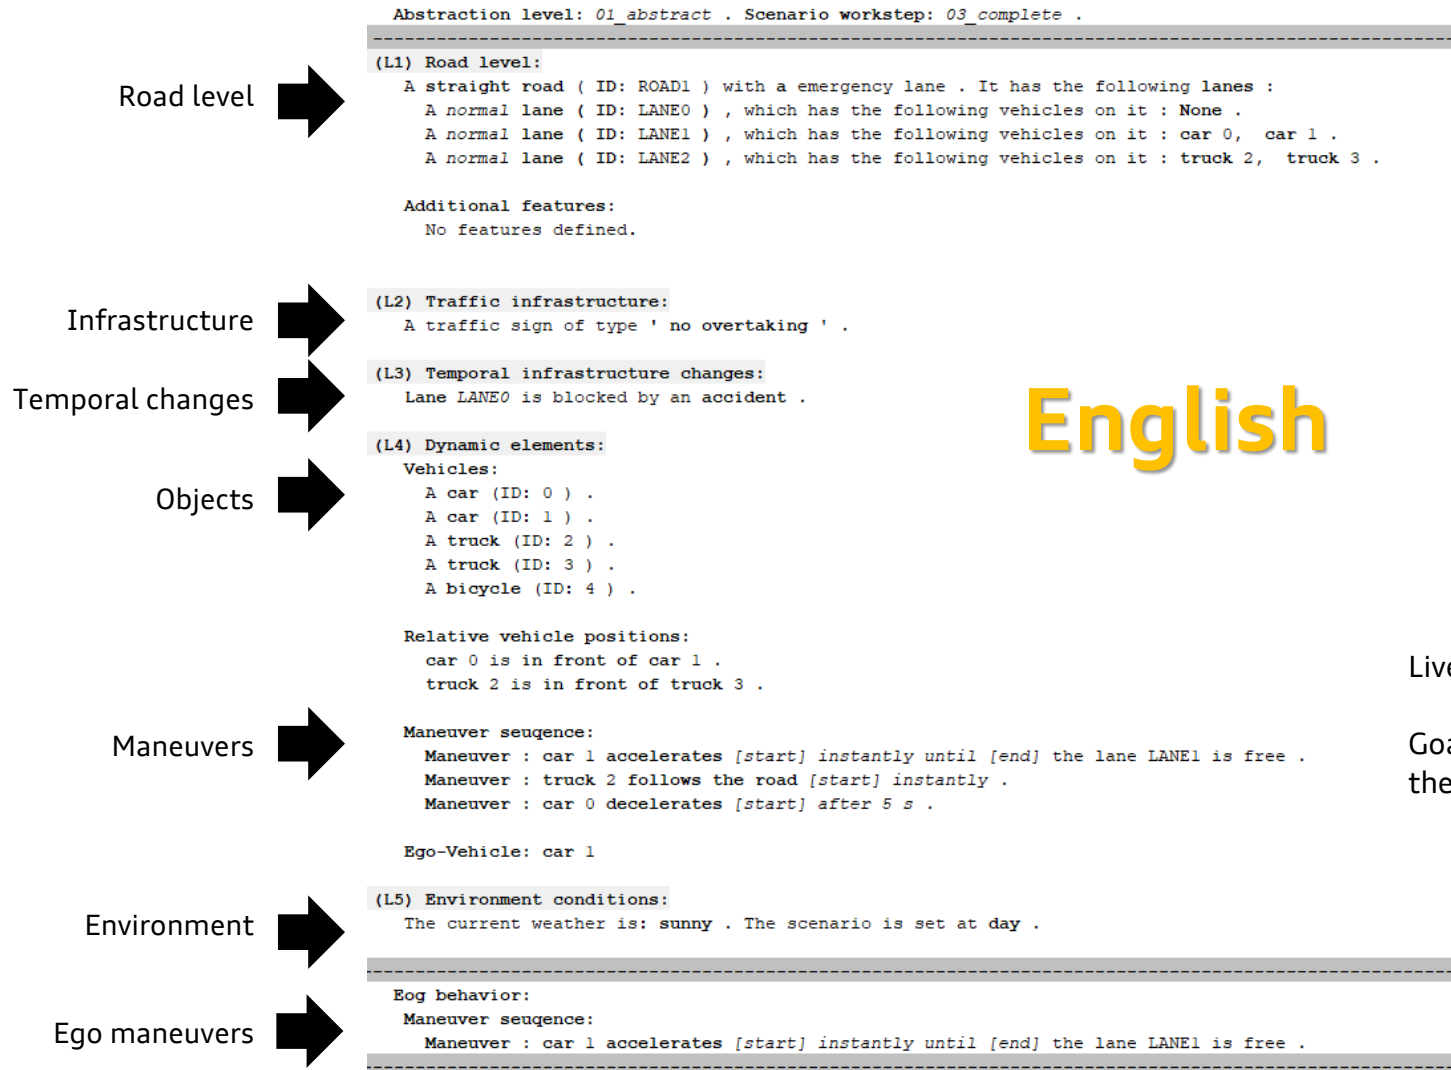 Abstraction level: 01_abstract . Scenario workstep: 03_complete .
Road level
(L1) Road level:
A straight road ( ID: ROAD1 ) with a emergency lane . It has the following lanes :
A normal lane ( ID: LANE0 ) , which has the following vehicles on it : None .
A normal lane ( ID: LANE1 ) , which has the following vehicles on it : car 0, car 1 .
A normal lane ( ID: LANE2 ) , which has the following vehicles on it : truck 2, truck 3 .
Additional features:
No features defined.
Infrastructure
(L2) Traffic infrastructure:
A traffic sign of type ' no overtaking ' .
Temporal changes
(L3) Temporal infrastructure changes:
Lane LANE0 is blocked by an accident .
English
Objects
(L4) Dynamic elements:
Vehicles:
A car (ID: 0 ) .
A car (ID: 1 ) .
A truck (ID: 2 ) .
A truck (ID: 3 ) .
A bicycle (ID: 4 ) .
Relative vehicle positions:
car 0 is in front of car 1 .
truck 2 is in front of truck 3 .
Live
Goa
the
Maneuvers
Maneuver seuqence:
Maneuver : car 1 accelerates [start] instantly until [end] the lane LANE1 is free .
Maneuver : truck 2 follows the road [start] instantly .
Maneuver : car 0 decelerates [start] after 5 s .
Ego-Vehicle: car 1
Environment
(L5) Environment conditions:
The current weather is: sunny . The scenario is set at day .
Ego maneuvers
Eog behavior:
Maneuver seuqence:
Maneuver : car 1 accelerates [start] instantly until [end] the lane LANE1 is free .